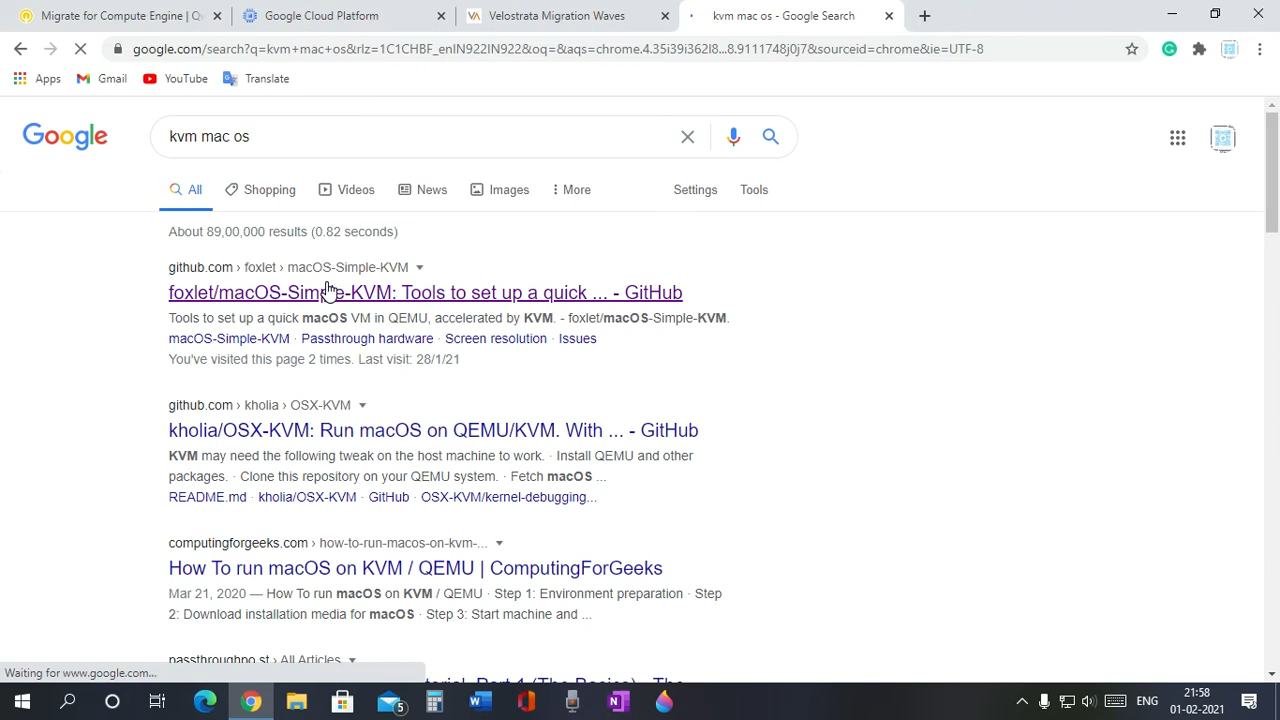 Migrate for Compute Engine | Q
Google Cloud Platform
Velostrata Migration Waves
kvm mac os - Google Search
google.com/search?q=kvm+mac+os&rlz=1C1CHBF_enIN922IN922&oq=&aqs=chrome.4.35i39i362l8...8.9111748j0j7&sourceid=chrome&ie=UTF-8
Apps
Gmail
YouTube
Translate
Google
kvm mac os
All
Shopping
Videos
News
Images
More
Settings
Tools
About 89,00,000 results (0.82 seconds)
github.com › foxlet › macOS-Simple-KVM
foxlet/macOS-Simple-KVM: Tools to set up a quick ... - GitHub
Tools to set up a quick macOS VM in QEMU, accelerated by KVM. - foxlet/macOS-Simple-KVM.
macOS-Simple-KVM · Passthrough hardware · Screen resolution · Issues
You've visited this page 2 times. Last visit: 28/1/21
github.com › kholia › OSX-KVM
kholia/OSX-KVM: Run macOS on QEMU/KVM. With ... - GitHub
KVM may need the following tweak on the host machine to work. · Install QEMU and other
packages. · Clone this repository on your QEMU system. · Fetch macOS ...
README.md · kholia/OSX-KVM · GitHub · OSX-KVM/kernel-debugging...
computingforgeeks.com › how-to-run-macos-on-kvm-...
How To run macOS on KVM / QEMU | ComputingForGeeks
Mar 21, 2020 — How To run macOS on KVM / QEMU · Step 1: Environment preparation · Step
2: Download installation media for macOS · Step 3: Start machine and ...
passthroughpo.st › All Articles
Tutorial, Part 1 (The Basics) - The
Waiting for www.google.com...
5
ENG
21:58
01-02-2021